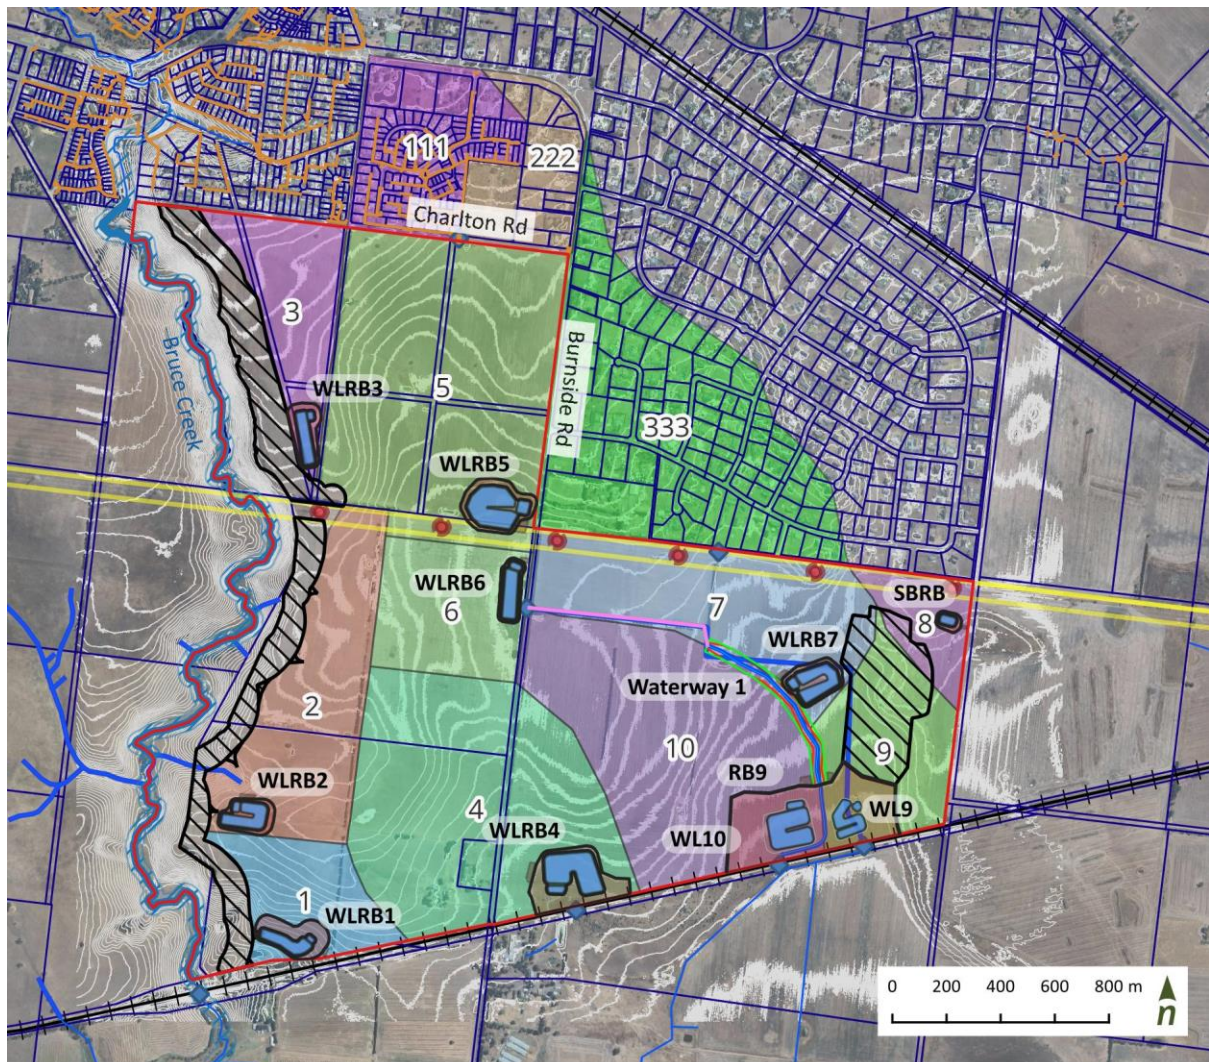 111
222
Charlton Rd
3
Bruce Creek
WLRB3
5
Burnside Rd
333
WLRB5
WLRB6
6
7
SBRB
8
WLRB7
Waterway 1
2
10
9
RB9
WLRB2
4
WLRB4
WL10
WL9
1
WLRB1
0 200 400 600 800 m
n